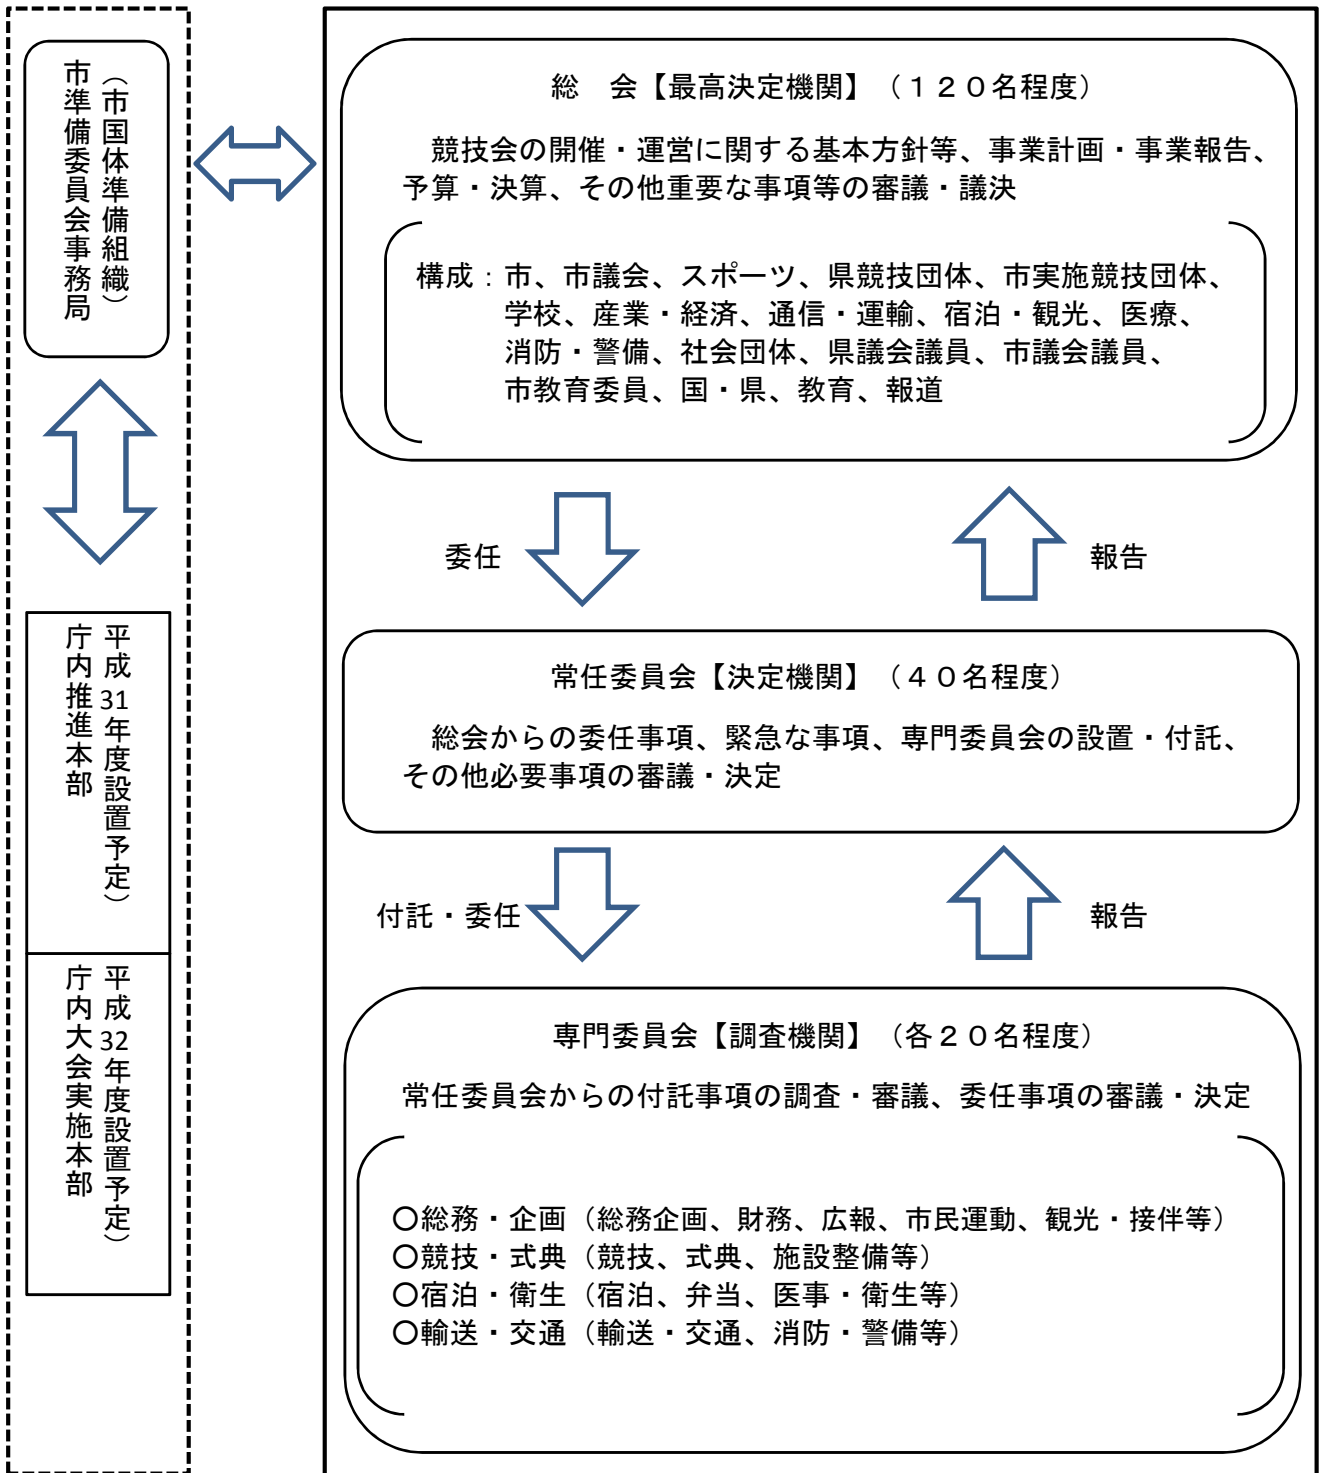 （市国体準備組織）
市準備委員会事務局
平成31年度設置予定）
庁内推進本部
平成32年度設置予定）
庁内大会実施本部
総　会【最高決定機関】（１２０名程度）
競技会の開催・運営に関する基本方針等、事業計画・事業報告、
予算・決算、その他重要な事項等の審議・議決
構成：市、市議会、スポーツ、県競技団体、市実施競技団体、
学校、産業・経済、通信・運輸、宿泊・観光、医療、
消防・警備、社会団体、県議会議員、市議会議員、
市教育委員、国・県、教育、報道
委任
報告
常任委員会【決定機関】（４０名程度）
総会からの委任事項、緊急な事項、専門委員会の設置・付託、
その他必要事項の審議・決定
付託・委任
報告
専門委員会【調査機関】（各２０名程度）
常任委員会からの付託事項の調査・審議、委任事項の審議・決定
○総務・企画（総務企画、財務、広報、市民運動、観光・接伴等）
○競技・式典（競技、式典、施設整備等）
○宿泊・衛生（宿泊、弁当、医事・衛生等）
○輸送・交通（輸送・交通、消防・警備等）